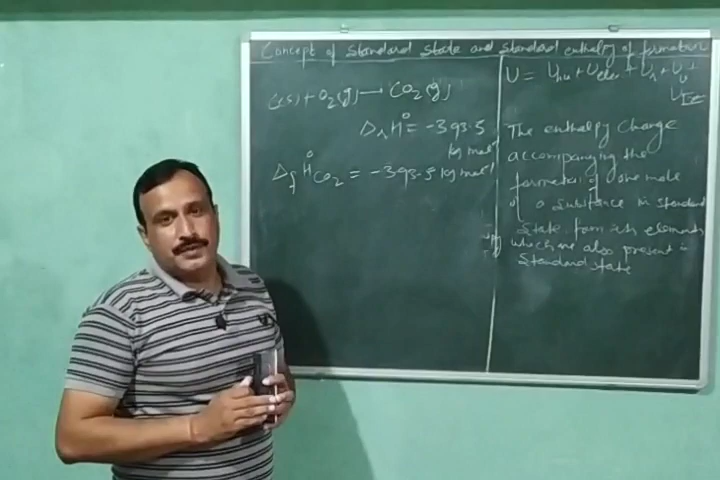 Concept of Standard State and Standard enthalpy of formation
C(s) + O2(g) → CO2(g)
ΔrH° = -393.5
kJ mol-1
ΔfH°CO2 = -393.5 kJ mol-1
U = Unu + Uele + Ur + Uv +
The enthalpy change
accompanying the
of one mole
of a substance in standard
state from its elements
which are also present in
Standard state